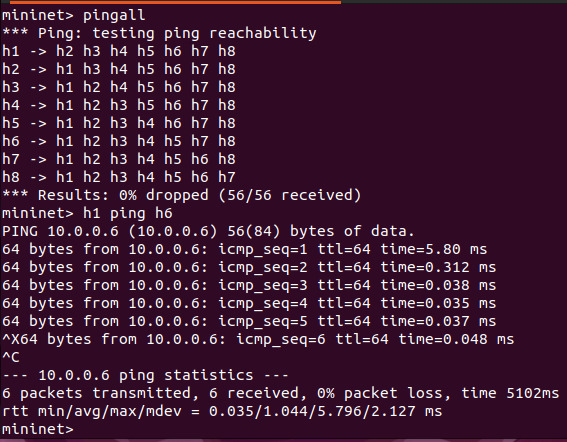 mininet> pingall
*** Ping: testing ping reachability
h1 -> h2 h3 h4 h5 h6 h7 h8
h2 -> h1 h3 h4 h5 h6 h7 h8
h3 -> h1 h2 h4 h5 h6 h7 h8
h4 -> h1 h2 h3 h5 h6 h7 h8
h5 -> h1 h2 h3 h4 h6 h7 h8
h6 -> h1 h2 h3 h4 h5 h7 h8
h7 -> h1 h2 h3 h4 h5 h6 h8
h8 -> h1 h2 h3 h4 h5 h6 h7
*** Results: 0% dropped (56/56 received)
mininet> h1 ping h6
PING 10.0.0.6 (10.0.0.6) 56(84) bytes of data.
64 bytes from 10.0.0.6: icmp_seq=1 ttl=64 time=5.80 ms
64 bytes from 10.0.0.6: icmp_seq=2 ttl=64 time=0.312 ms
64 bytes from 10.0.0.6: icmp_seq=3 ttl=64 time=0.038 ms
64 bytes from 10.0.0.6: icmp_seq=4 ttl=64 time=0.035 ms
64 bytes from 10.0.0.6: icmp_seq=5 ttl=64 time=0.037 ms
^X64 bytes from 10.0.0.6: icmp_seq=6 ttl=64 time=0.048 ms
^C
--- 10.0.0.6 ping statistics ---
6 packets transmitted, 6 received, 0% packet loss, time 5102ms
rtt min/avg/max/mdev = 0.035/1.044/5.796/2.127 ms
mininet>